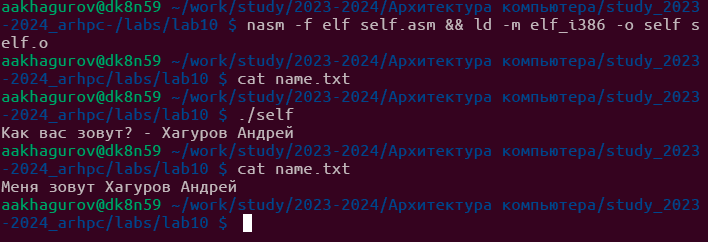 aakhagurov@dk8n59 ~/work/study/2023-2024/Архитектура компьютера/study_2023
-2024_arhpc-/labs/lab10 $ nasm -f elf self.asm && ld -m elf_i386 -o self s
elf.o
aakhagurov@dk8n59 ~/work/study/2023-2024/Архитектура компьютера/study_2023
-2024_arhpc/labs/lab10 $ cat name.txt
aakhagurov@dk8n59 ~/work/study/2023-2024/Архитектура компьютера/study_2023
-2024_arhpc/labs/lab10 $ ./self
Как вас зовут? - Хагуров Андрей
aakhagurov@dk8n59 ~/work/study/2023-2024/Архитектура компьютера/study_2023
-2024_arhpc/labs/lab10 $ cat name.txt
Меня зовут Хагуров Андрей
aakhagurov@dk8n59 ~/work/study/2023-2024/Архитектура компьютера/study_2023
-2024_arhpc/labs/lab10 $